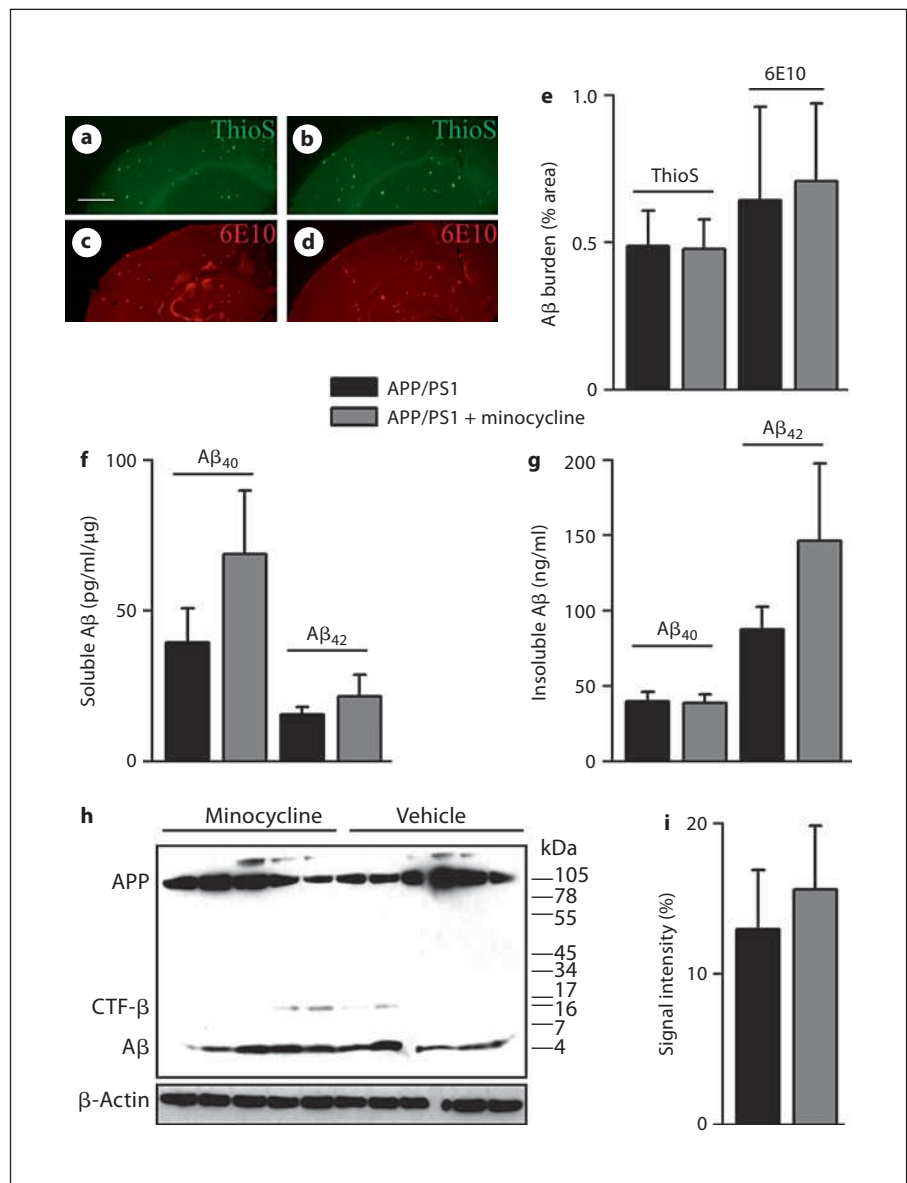 a
ThioS
b
ThioS
c
6E10
d
6E10
e
6E10
ThioS
1.0
0.5
0
Aβ burden (% area)
APP/PS1
APP/PS1 + minocycline
f
Aβ40
Aβ42
100
50
0
Soluble Aβ (pg/ml/μg)
g
Aβ42
Aβ40
200
150
100
50
0
Insoluble Aβ (ng/ml)
h
Minocycline
Vehicle
kDa
APP
CTF-β
Aβ
β-Actin
105
78
55
45
34
17
16
7
4
i
20
10
0
Signal intensity (%)